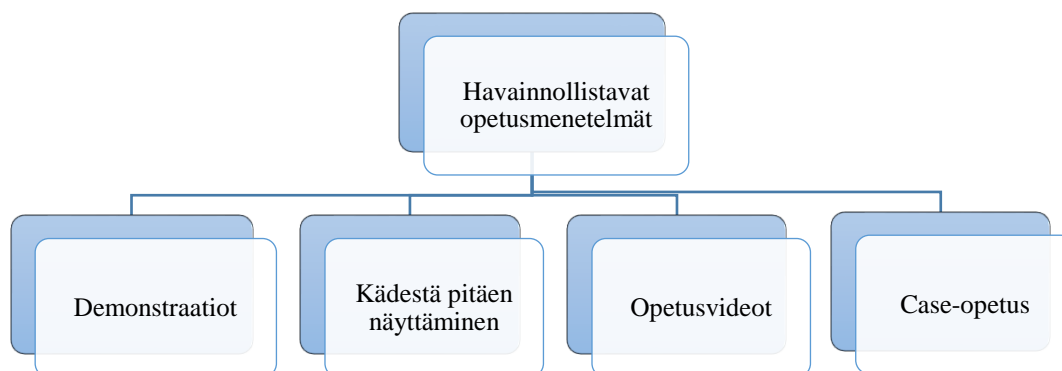 Havainnollistavat
opetusmenetelmät
Demonstraatiot
Kädestä pitäen
näyttäminen
Opetusvideot
Case-opetus